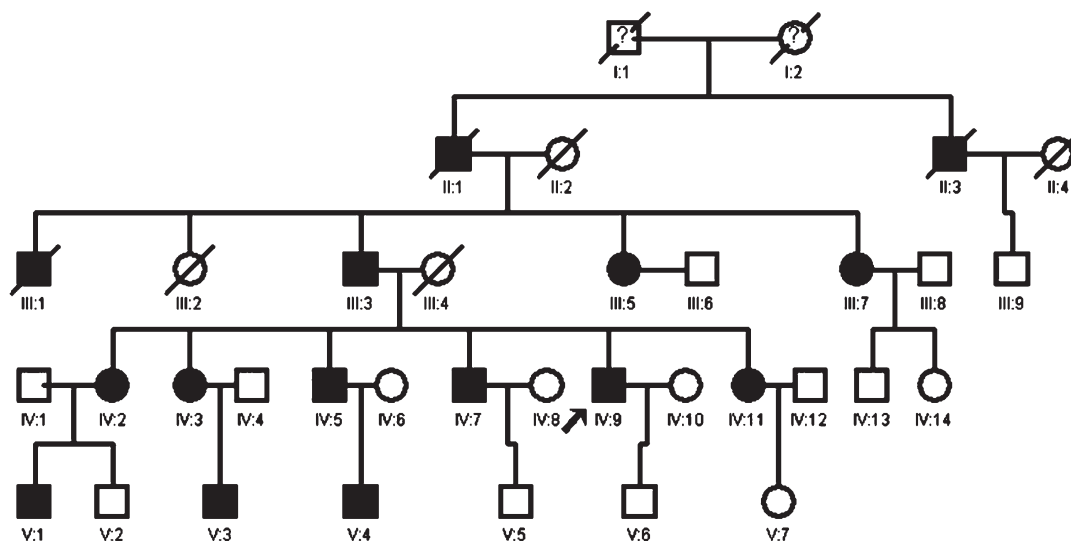 ? ?
I:1 I:2
II:1 II:2 II:3 II:4
III:1 III:2 III:3 III:4 III:5 III:6 III:7 III:8 III:9
IV:1 IV:2 IV:3 IV:4 IV:5 IV:6 IV:7 IV:8 IV:9 IV:10 IV:11 IV:12 IV:13 IV:14
V:1 V:2 V:3 V:4 V:5 V:6 V:7